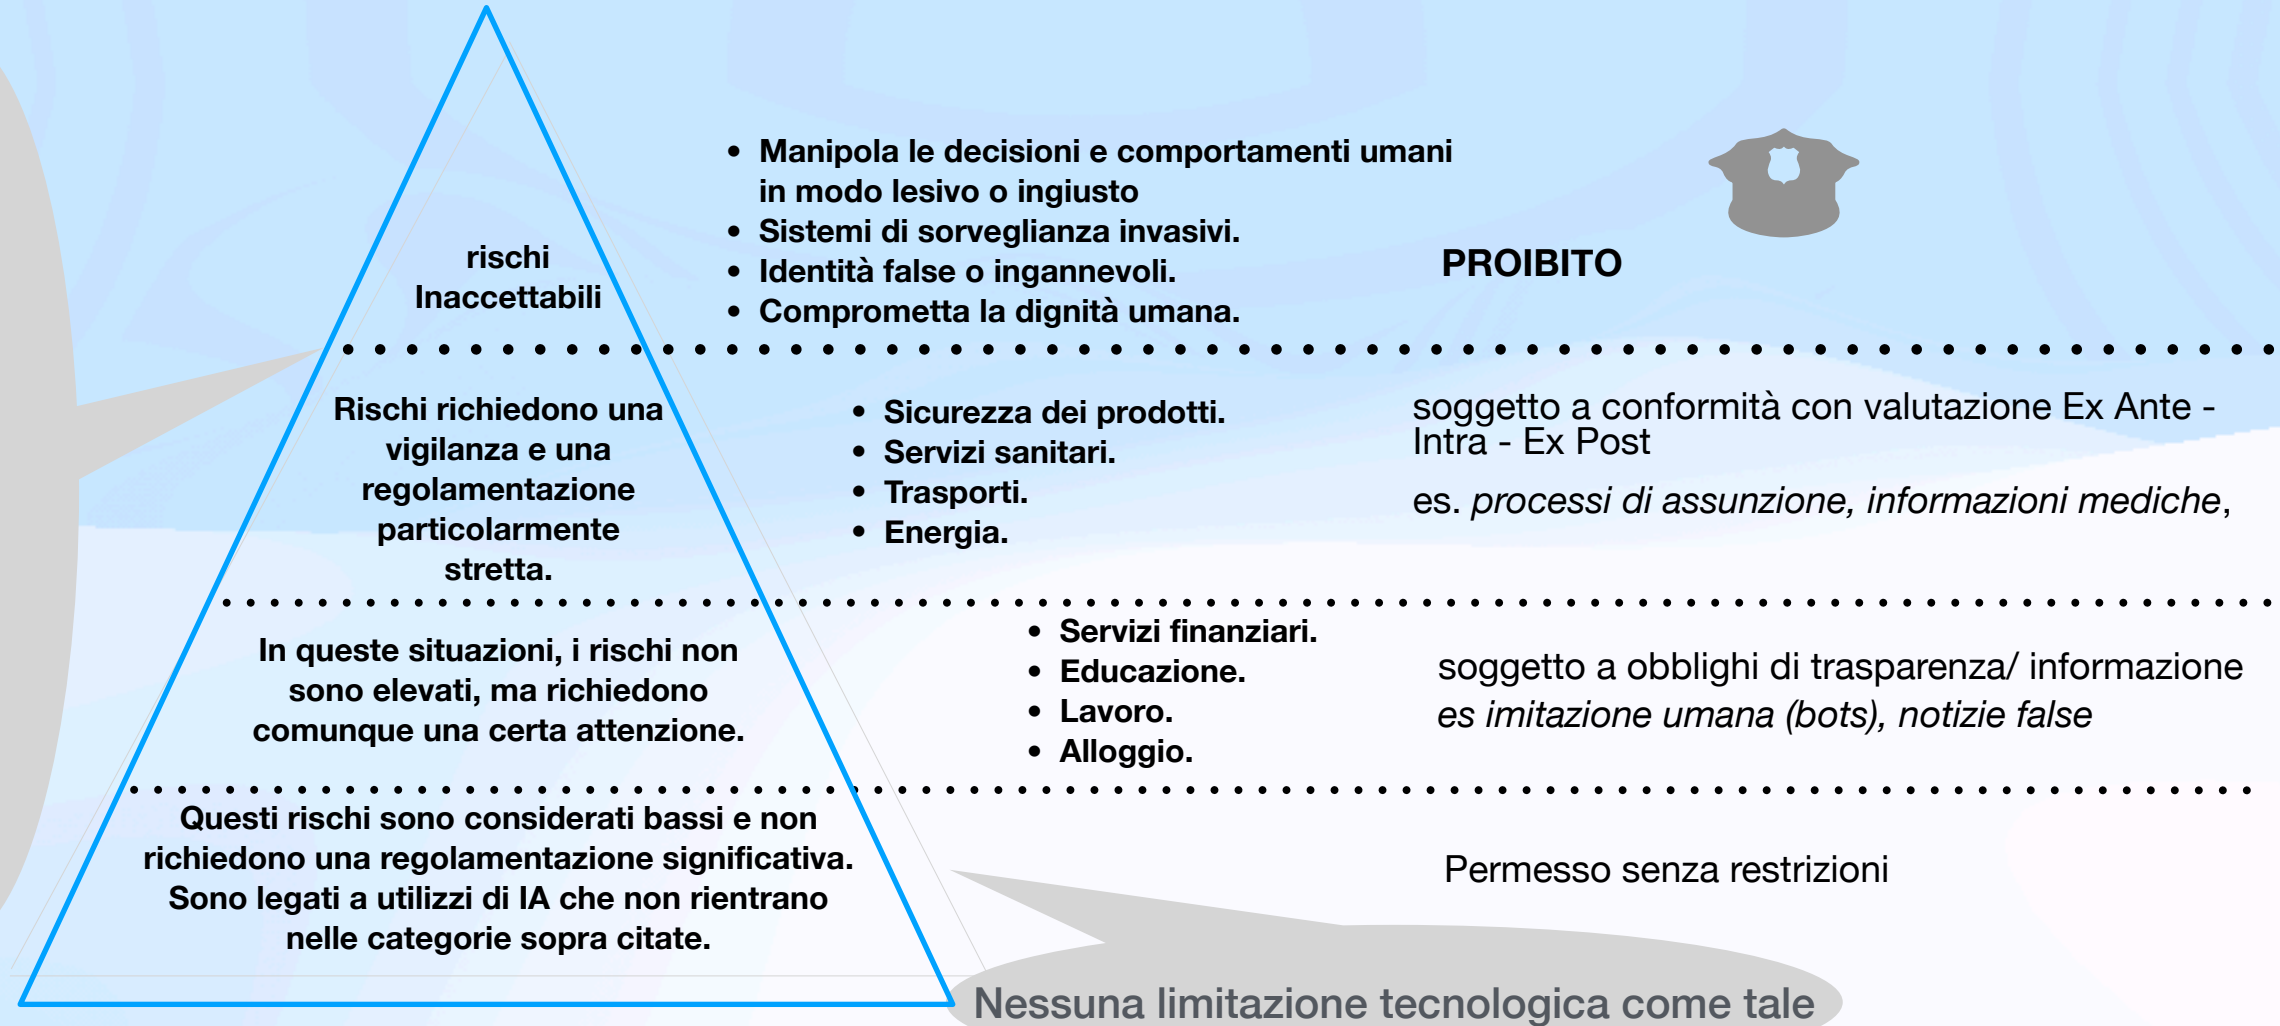 rischi
Inaccettabili
• Manipola le decisioni e comportamenti umani
in modo lesivo o ingiusto
• Sistemi di sorveglianza invasivi.
• Identità false o ingannevoli.
• Comprometta la dignità umana.
PROIBITO
Rischi richiedono una
vigilanza e una
regolamentazione
particolarmente
stretta.
• Sicurezza dei prodotti.
• Servizi sanitari.
• Trasporti.
• Energia.
soggetto a conformità con valutazione Ex Ante -
Intra - Ex Post
es. processi di assunzione, informazioni mediche,
In queste situazioni, i rischi non
sono elevati, ma richiedono
comunque una certa attenzione.
• Servizi finanziari.
• Educazione.
• Lavoro.
• Alloggio.
soggetto a obblighi di trasparenza/ informazione
es imitazione umana (bots), notizie false
Questi rischi sono considerati bassi e non
richiedono una regolamentazione significativa.
Sono legati a utilizzi di IA che non rientrano
nelle categorie sopra citate.
Permesso senza restrizioni
Nessuna limitazione tecnologica come tale